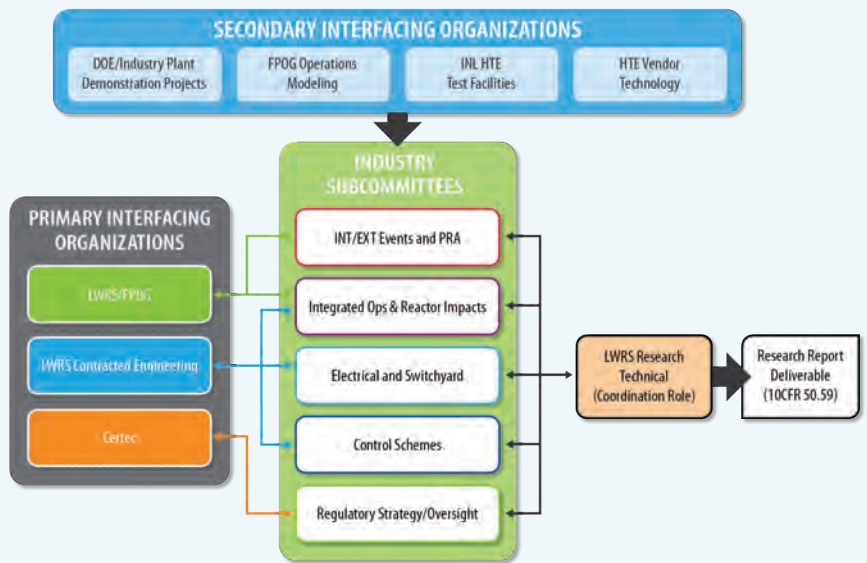 SECONDARY INTERFACING ORGANIZATIONS
DOE/Industry Plant
Demonstration Projects
FPOG Operations
Modeling
INL HTE
Test Facilities
HTE Vendor
Technology
INDUSTRY
SUBCOMMITTEES
PRIMARY INTERFACING
ORGANIZATIONS
LWRS/FPOG
LWRS Contracted Engineering
Certec
INT/EXT Events and PRA
Integrated Ops & Reactor Impacts
Electrical and Switchyard
Control Schemes
Regulatory Strategy/Oversight
LWRS Research
Technical
(Coordination Role)
Research Report
Deliverable
(10CFR 50.59)